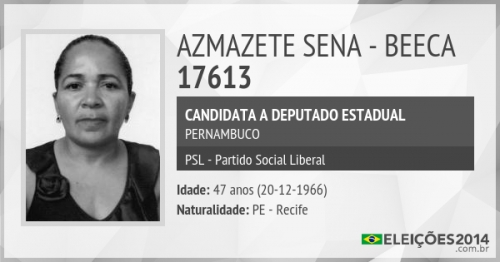 AZMAZETE SENA - BEECA
17613
CANDIDATA A DEPUTADO ESTADUAL
PERNAMBUCO
PSL - Partido Social Liberal
Idade: 47 anos (20-12-1966)
Naturalidade: PE - Recife
ELEIÇÕES2014
.com.br